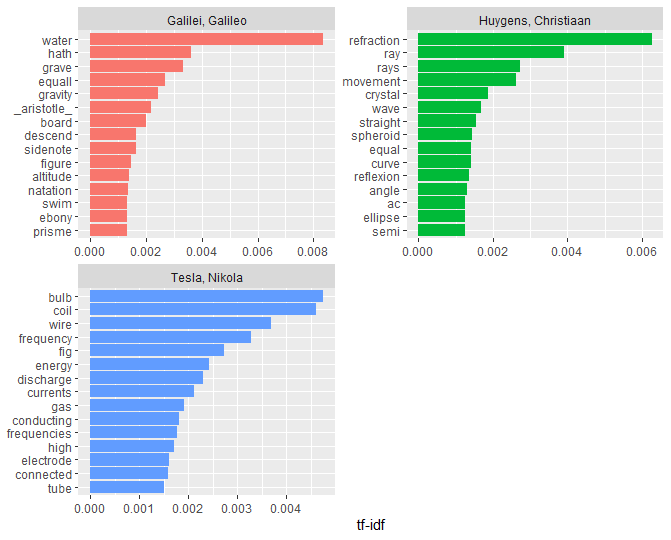 Galilei, Galileo
water
hath
grave
equall
gravity
_aristotle_
board
descend
sidenote
figure
altitude
natation
swim
ebony
prisme
0.000 0.002 0.004 0.006 0.008
Huygens, Christiaan
refraction
ray
rays
movement
crystal
wave
straight
spheroid
equal
curve
reflexion
angle
ac
ellipse
semi
0.000 0.002 0.004 0.006
Tesla, Nikola
bulb
coil
wire
frequency
fig
energy
discharge
currents
gas
conducting
frequencies
high
electrode
connected
tube
0.000 0.001 0.002 0.003 0.004
tf-idf